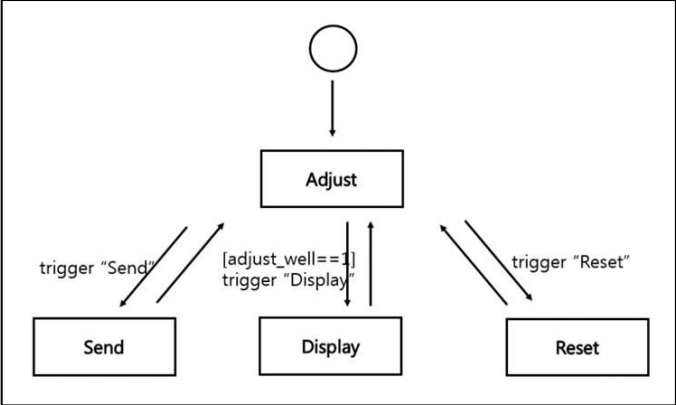 Adjust
trigger “Send”
[adjust_well==1]
trigger “Display”
trigger “Reset”
Send
Display
Reset